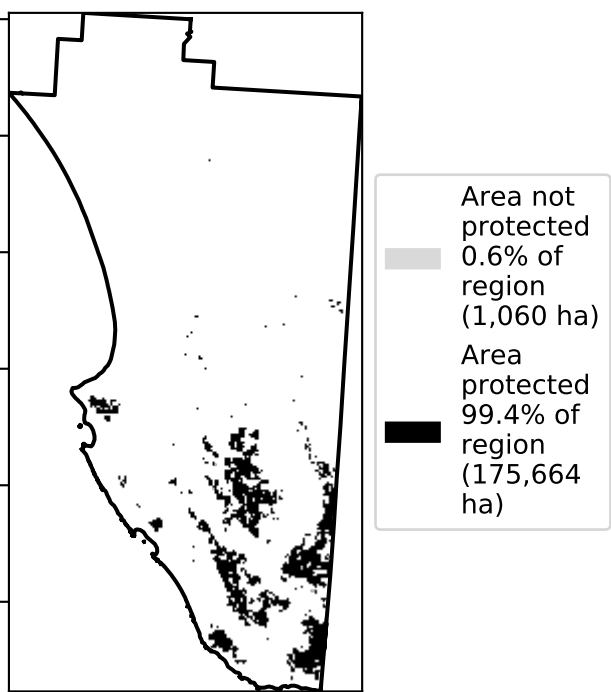 Area not
protected
0.6% of
region
(1,060 ha)
Area
protected
99.4% of
region
(175,664
ha)